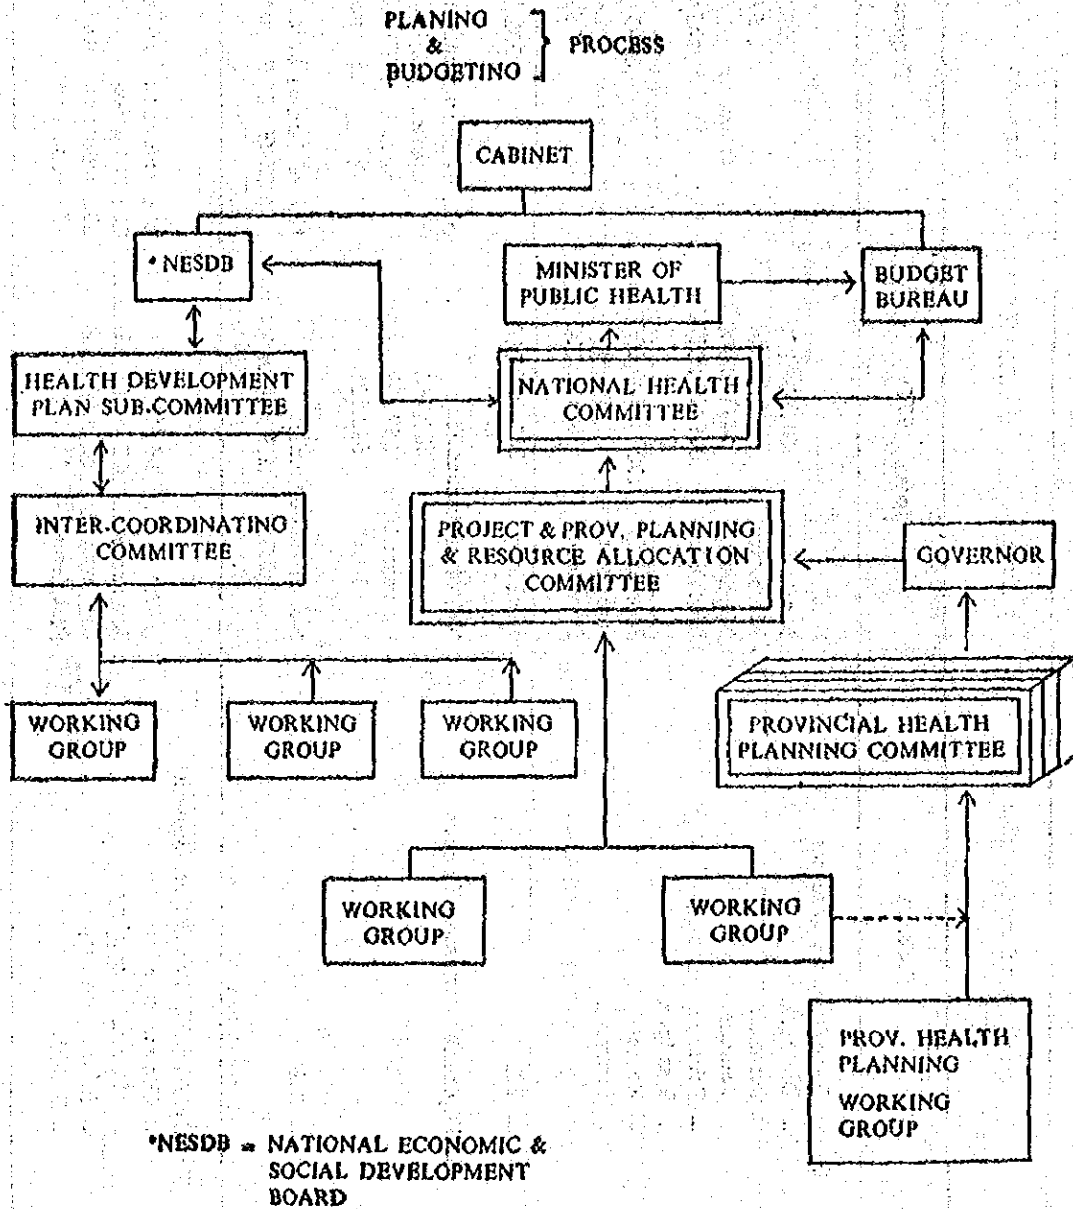 PLANING
&
BUDGETINO
PROCESS
CABINET
*NESDB
MINISTER OF
PUBLIC HEALTH
BUDGET
BUREAU
HEALTH DEVELOPMENT
PLAN SUB-COMMITTEE
NATIONAL HEALTH
COMMITTEE
INTER-COORDINATING
COMMITTEE
PROJECT & PROV. PLANNING
& RESOURCE ALLOCATION
COMMITTEE
GOVERNOR
WORKING
GROUP
WORKING
GROUP
WORKING
GROUP
PROVINCIAL HEALTH
PLANNING COMMITTEE
WORKING
GROUP
WORKING
GROUP
PROV. HEALTH
PLANNING
WORKING
GROUP
*NESDB = NATIONAL ECONOMIC &
SOCIAL DEVELOPMENT
BOARD